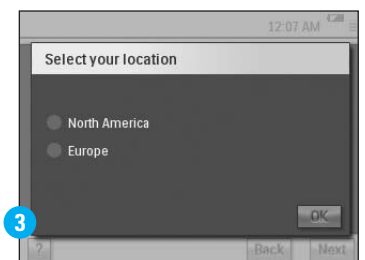 12:07 AM
Select your location
North America
Europe
OK
3
?
Back Next